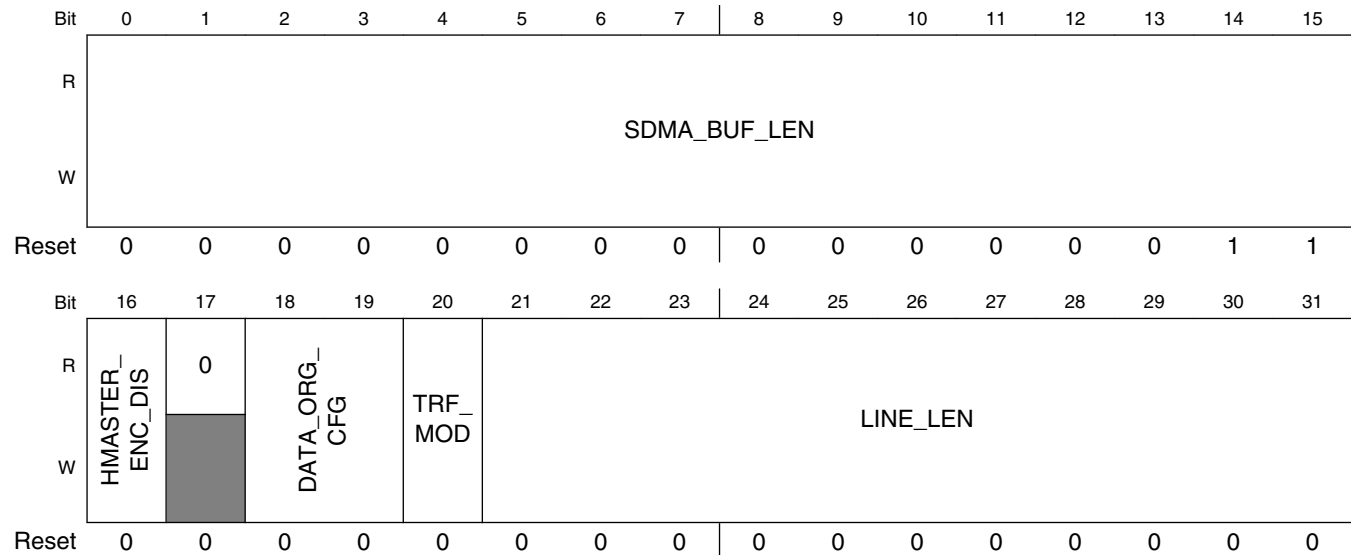 Bit 0 1 2 3 4 5 6 7 8 9 10 11 12 13 14 15
R
SDMA_BUF_LEN
W
Reset 0 0 0 0 0 0 0 0 0 0 0 0 0 0 1 1
Bit 16 17 18 19 20 21 22 23 24 25 26 27 28 29 30 31
R
HMASTER_
ENC_DIS
0
DATA_ORG_
CFG
TRF_
MOD
LINE_LEN
W
Reset 0 0 0 0 0 0 0 0 0 0 0 0 0 0 0 0